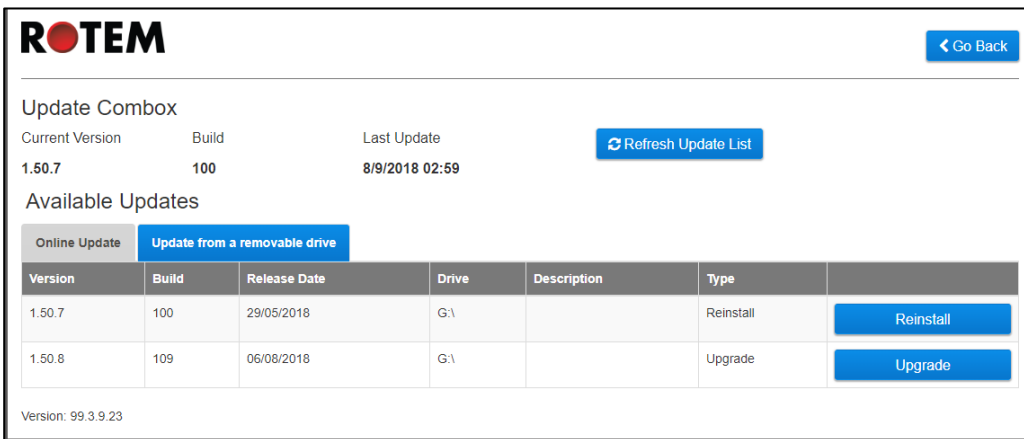 ROTEM
Go Back
Update Combox
Current Version Build Last Update Refresh Update List
1.50.7 100 8/9/2018 02:59
Available Updates
Online Update Update from a removable drive
Version Build Release Date Drive Description Type
1.50.7 100 29/05/2018 G:\ Reinstall Reinstall
1.50.8 109 06/08/2018 G:\ Upgrade Upgrade
Version: 99.3.9.23